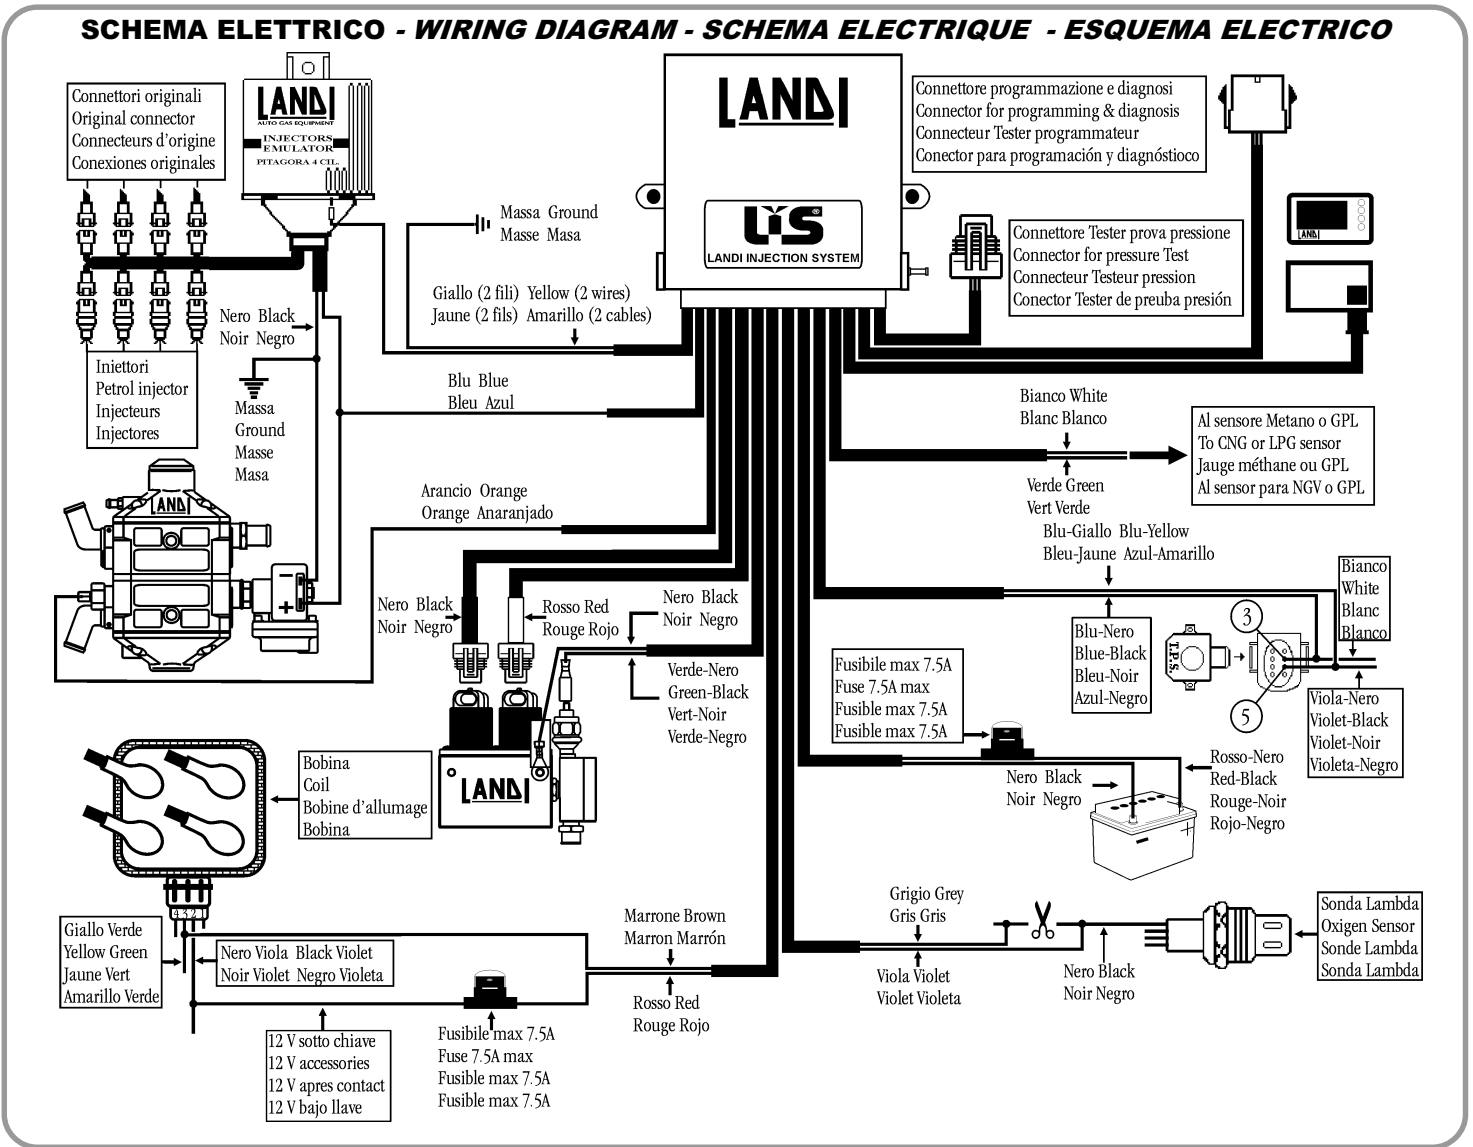 SCHEMA ELETTRICO - WIRING DIAGRAM - SCHEMA ELECTRIQUE - ESQUEMA ELECTRICO
Connettori originali
Original connector
Connecteurs d'origine
Conexiones originales
LANDI
AUTO GAS EQUIPMENT
INJECTORS
EMULATOR
PITAGORA 4 CIL.
Massa Ground
Masse Masa
Giallo (2 fili) Yellow (2 wires)
Jaune (2 fils) Amarillo (2 cables)
LANDI
LIS®
LANDI INJECTION SYSTEM
Connettore programmazione e diagnosi
Connector for programming & diagnosis
Connecteur Tester programmateur
Conector para programación y diagnóstioco
Connettore Tester prova pressione
Connector for pressure Test
Connecteur Testeur pression
Conector Tester de preuba presión
LANDI
Nero Black
Noir Negro
Iniettori
Petrol injector
Injecteurs
Injectores
Massa
Ground
Masse
Masa
Blu Blue
Bleu Azul
Bianco White
Blanc Blanco
Verde Green
Vert Verde
Al sensore Metano o GPL
To CNG or LPG sensor
Jauge méthane ou GPL
Al sensor para NGV o GPL
LANDI
− +
Arancio Orange
Orange Anaranjado
Blu-Giallo Blu-Yellow
Bleu-Jaune Azul-Amarillo
Bianco
White
Blanc
Blanco
Nero Black
Noir Negro
Rosso Red
Rouge Rojo
Nero Black
Noir Negro
Verde-Nero
Green-Black
Vert-Noir
Verde-Negro
Blu-Nero
Blue-Black
Bleu-Noir
Azul-Negro
T.P.S.
3
5
Viola-Nero
Violet-Black
Violet-Noir
Violeta-Negro
Fusibile max 7.5A
Fuse 7.5A max
Fusible max 7.5A
Fusible max 7.5A
Nero Black
Noir Negro
Rosso-Nero
Red-Black
Rouge-Noir
Rojo-Negro
Bobina
Coil
Bobine d'allumage
Bobina
LANDI
4 3 2 1
Giallo Verde
Yellow Green
Jaune Vert
Amarillo Verde
Nero Viola Black Violet
Noir Violet Negro Violeta
Marrone Brown
Marron Marrón
Rosso Red
Rouge Rojo
Grigio Grey
Gris Gris
Viola Violet
Violet Violeta
Nero Black
Noir Negro
Sonda Lambda
Oxigen Sensor
Sonde Lambda
Sonda Lambda
12 V sotto chiave
12 V accessories
12 V apres contact
12 V bajo llave
Fusibile max 7.5A
Fuse 7.5A max
Fusible max 7.5A
Fusible max 7.5A